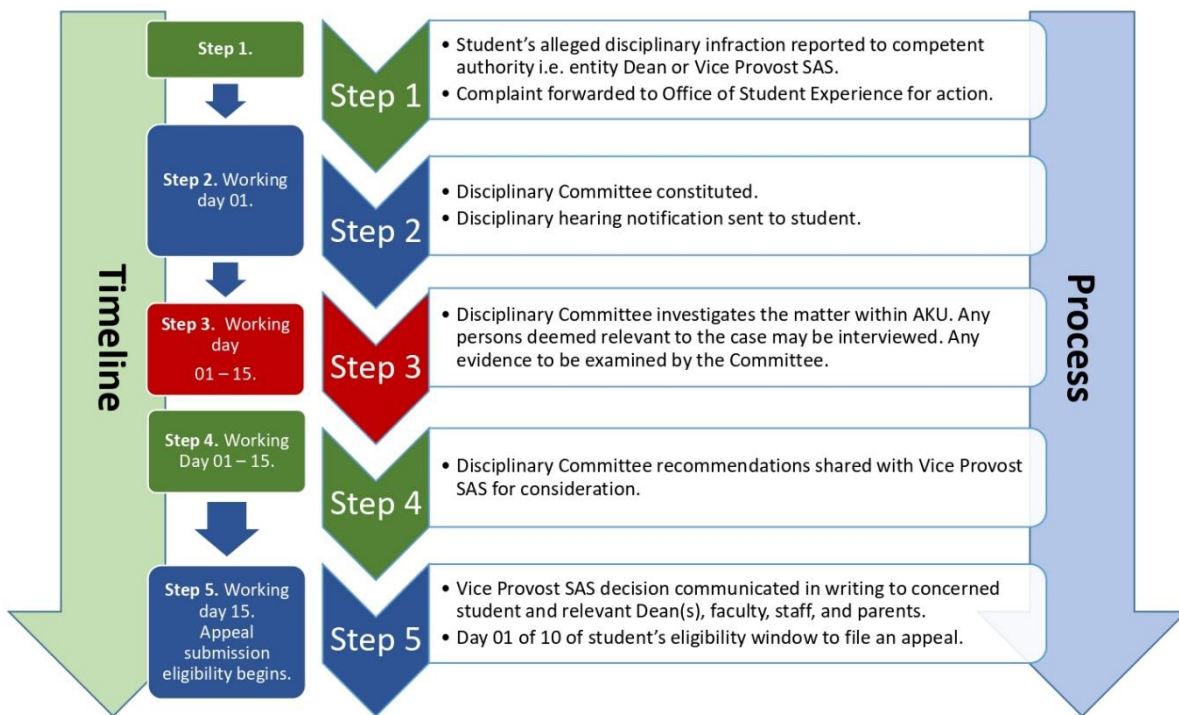 Timeline
Step 1.
Step 2. Working
day 01.
Step 3.  Working
day
01 – 15.
Step 4. Working
Day 01 – 15.
Step 5. Working
day 15.
Appeal
submission
eligibility begins.
Step 1
• Student’s alleged disciplinary infraction reported to competent
authority i.e. entity Dean or Vice Provost SAS.
• Complaint forwarded to Office of Student Experience for action.
Step 2
• Disciplinary Committee constituted.
• Disciplinary hearing notification sent to student.
Step 3
• Disciplinary Committee investigates the matter within AKU. Any
persons deemed relevant to the case may be interviewed. Any
evidence to be examined by the Committee.
Step 4
• Disciplinary Committee recommendations shared with Vice Provost
SAS for consideration.
Step 5
• Vice Provost SAS decision communicated in writing to concerned
student and relevant Dean(s), faculty, staff, and parents.
• Day 01 of 10 of student’s eligibility window to file an appeal.
Process